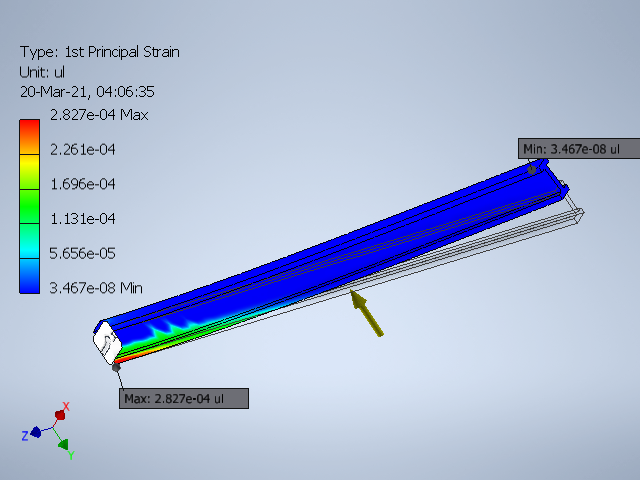 Type: 1st Principal Strain
Unit: ul
20-Mar-21, 04:06:35
2.827e-04 Max
2.261e-04
1.696e-04
1.131e-04
5.656e-05
3.467e-08 Min
Min: 3.467e-08 ul
Max: 2.827e-04 ul
X
Z
Y